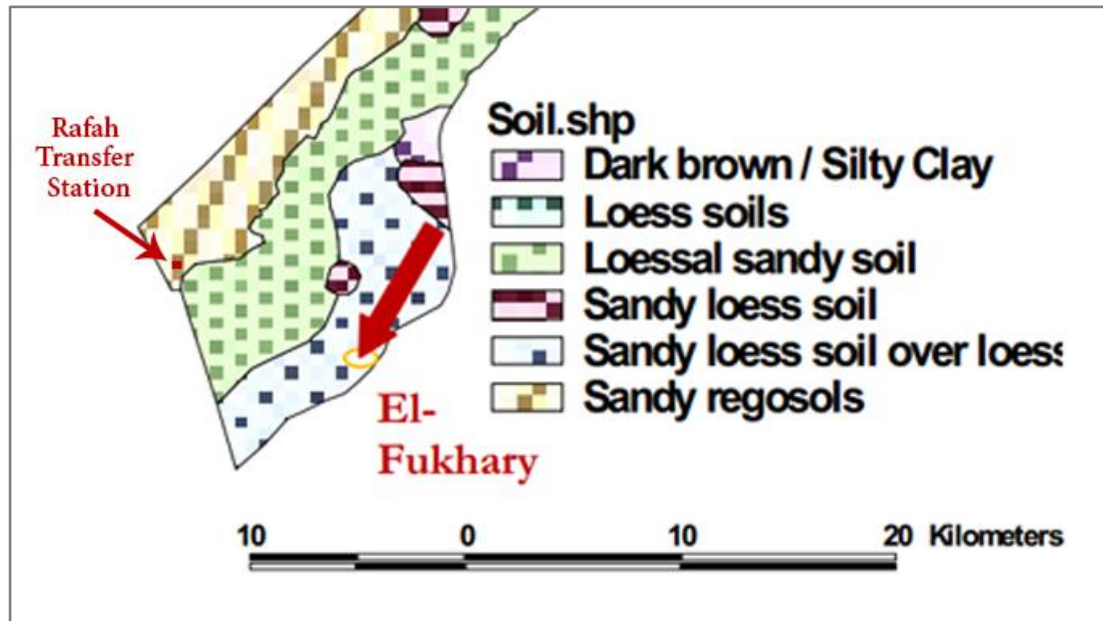 Rafah
Transfer
Station
Soil.shp
Dark brown / Silty Clay
Loess soils
Loessal sandy soil
Sandy loess soil
Sandy loess soil over loess
Sandy regosols
El-
Fukhary
10 0 10 20 Kilometers